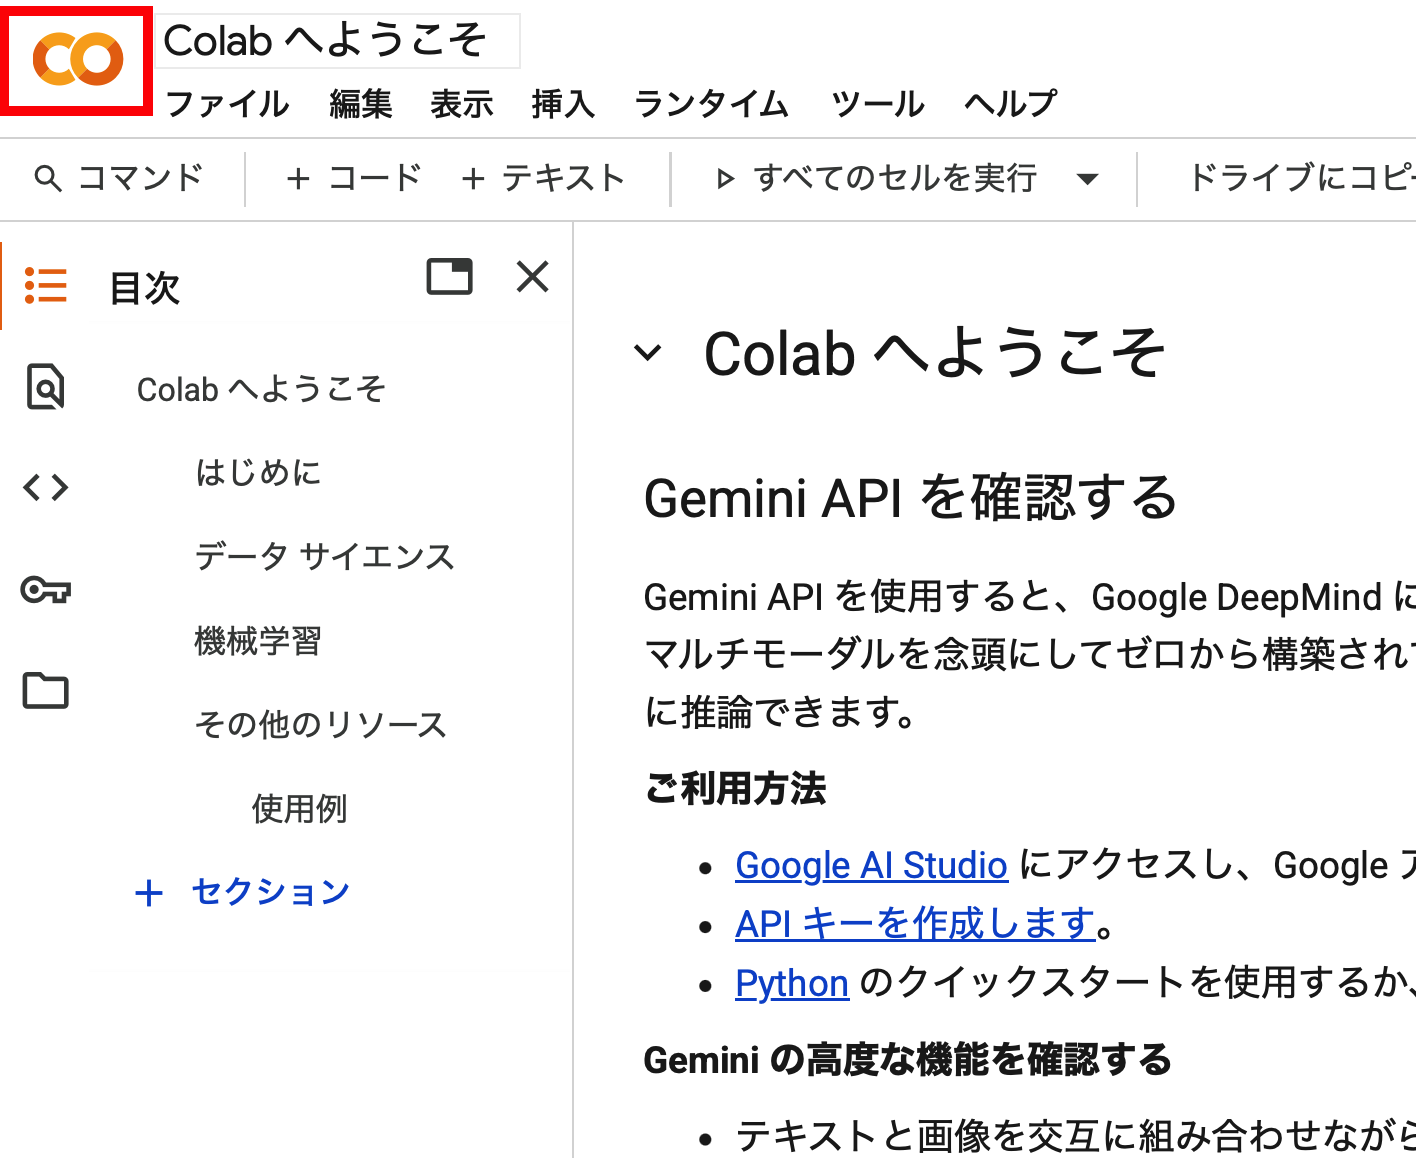 Colab へようこそ
ファイル 編集 表示 挿入 ランタイム ツール ヘルプ
コマンド + コード + テキスト すべてのセルを実行 ドライブにコピー
目次
Colab へようこそ
はじめに
データ サイエンス
機械学習
その他のリソース
使用例
+ セクション
Colab へようこそ
Gemini API を確認する
Gemini API を使用すると、Google DeepMind に
マルチモーダルを念頭にしてゼロから構築されて
に推論できます。
ご利用方法
• Google AI Studio にアクセスし、Google ア
• API キーを作成します。
• Python のクイックスタートを使用するか、
Gemini の高度な機能を確認する
• テキストと画像を交互に組み合わせながら